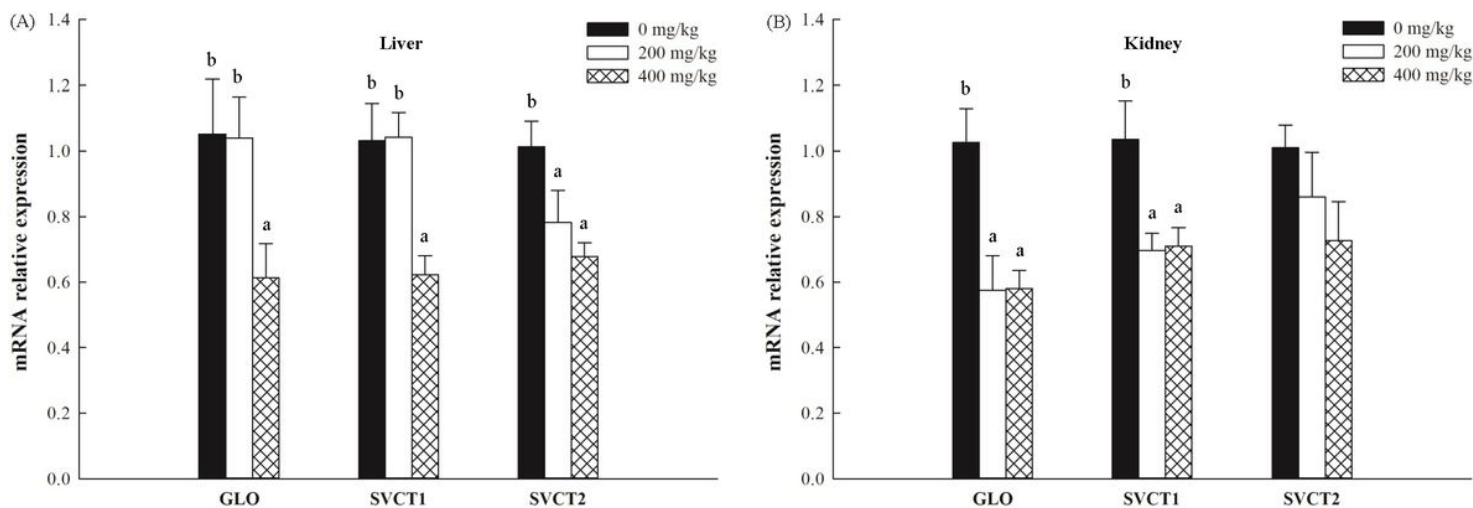 (A)
Liver
0 mg/kg
200 mg/kg
400 mg/kg
mRNA relative expression
1.4
1.2
1.0
0.8
0.6
0.4
0.2
0.0
b b a
b b a
b a a
GLO SVCT1 SVCT2
(B)
Kidney
0 mg/kg
200 mg/kg
400 mg/kg
mRNA relative expression
1.4
1.2
1.0
0.8
0.6
0.4
0.2
0.0
b a a
b a a
GLO SVCT1 SVCT2